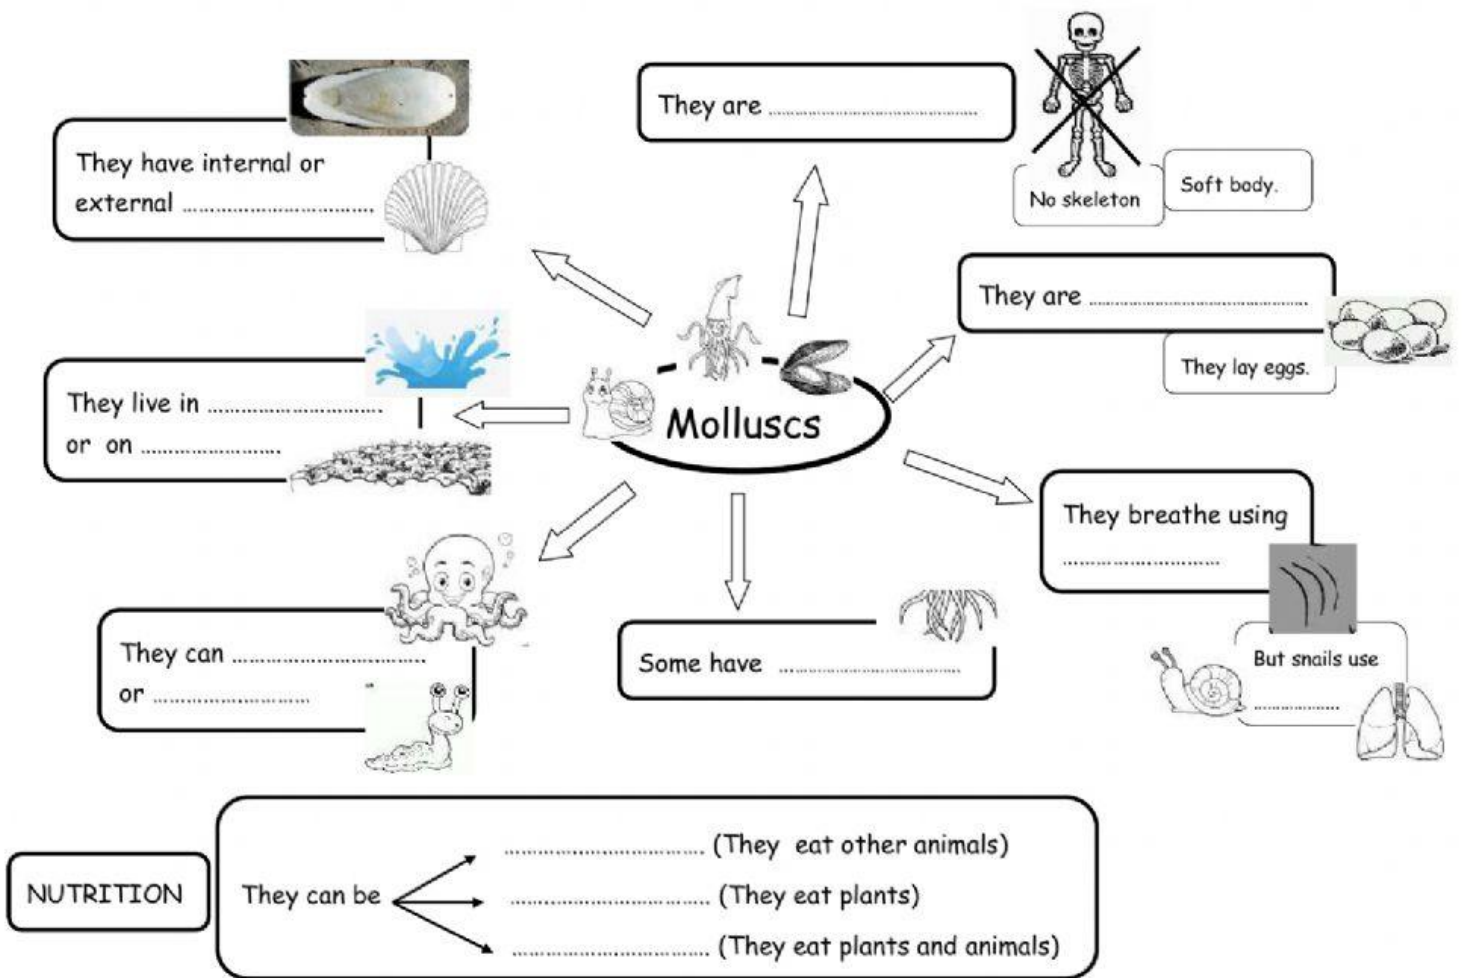 They are ..............................
No skeleton
Soft body.
They have internal or
external ..............................
They are ..............................
They lay eggs.
They live in ..............................
or on ..............................
Molluscs
They breathe using
..............................
But snails use
..............................
They can ..............................
or ..............................
Some have ..............................
NUTRITION
They can be
.............................. (They eat other animals)
.............................. (They eat plants)
.............................. (They eat plants and animals)